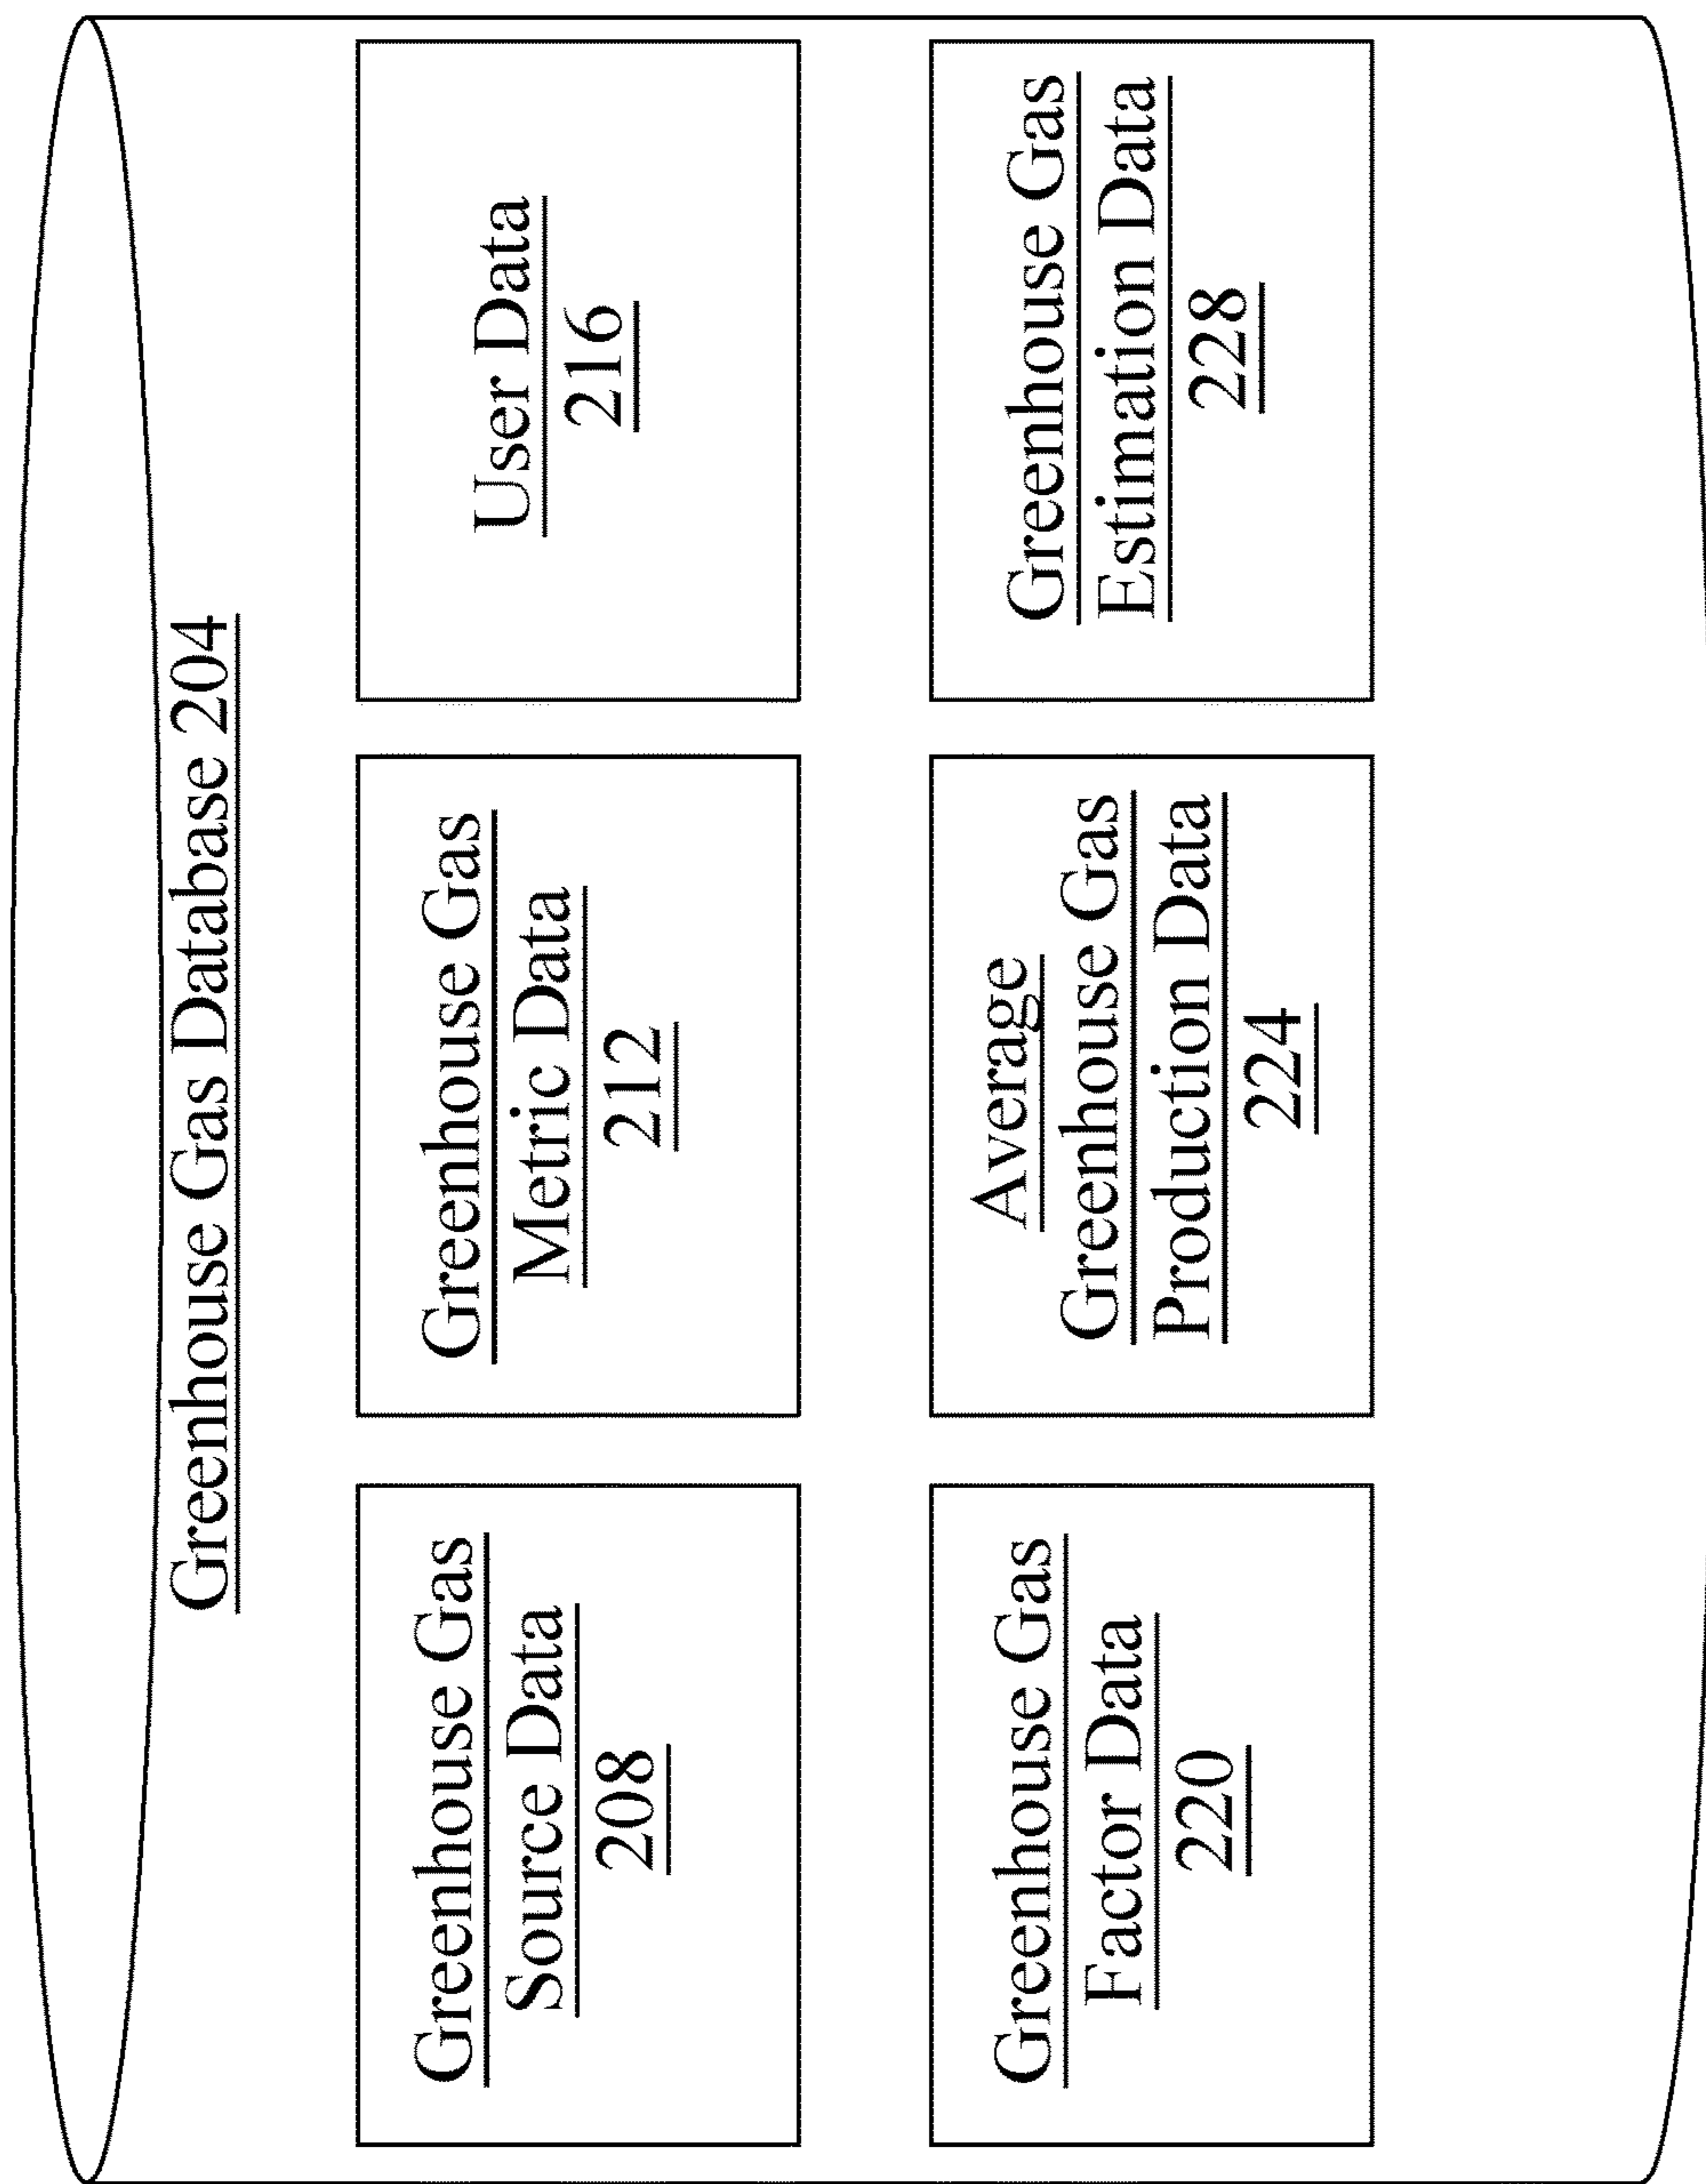 Greenhouse Gas Database 204
Greenhouse Gas
Source Data
208
Greenhouse Gas
Metric Data
212
User Data
216
Greenhouse Gas
Factor Data
220
Average
Greenhouse Gas
Production Data
224
Greenhouse Gas
Estimation Data
228